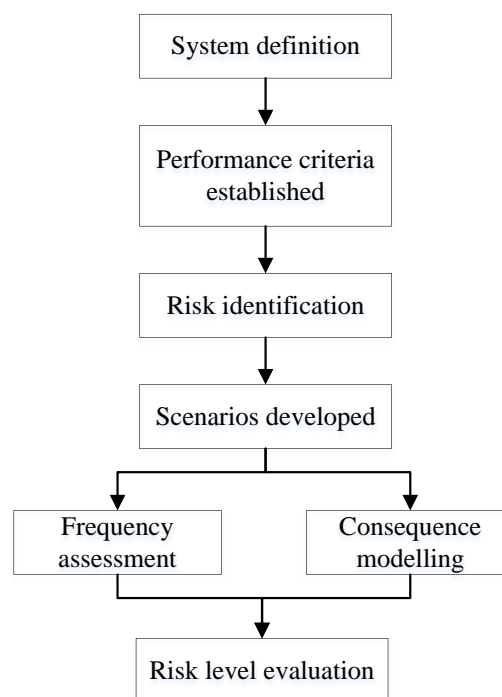 System definition
Performance criteria
established
Risk identification
Scenarios developed
Frequency
assessment
Consequence
modelling
Risk level evaluation